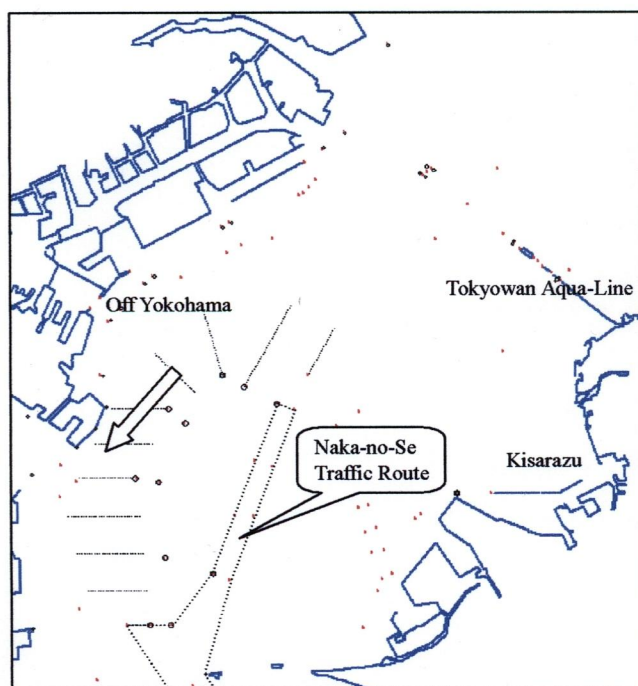 Off Yokohama
Tokyowan Aqua-Line
Naka-no-Se
Traffic Route
Kisarazu